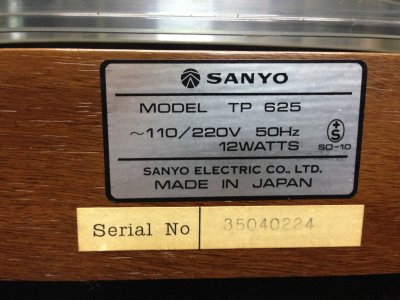 SANYO
MODEL TP 625
~110/220V 50Hz
12WATTS
SO-10
SANYO ELECTRIC CO., LTD.
MADE IN JAPAN
Serial No 35040224